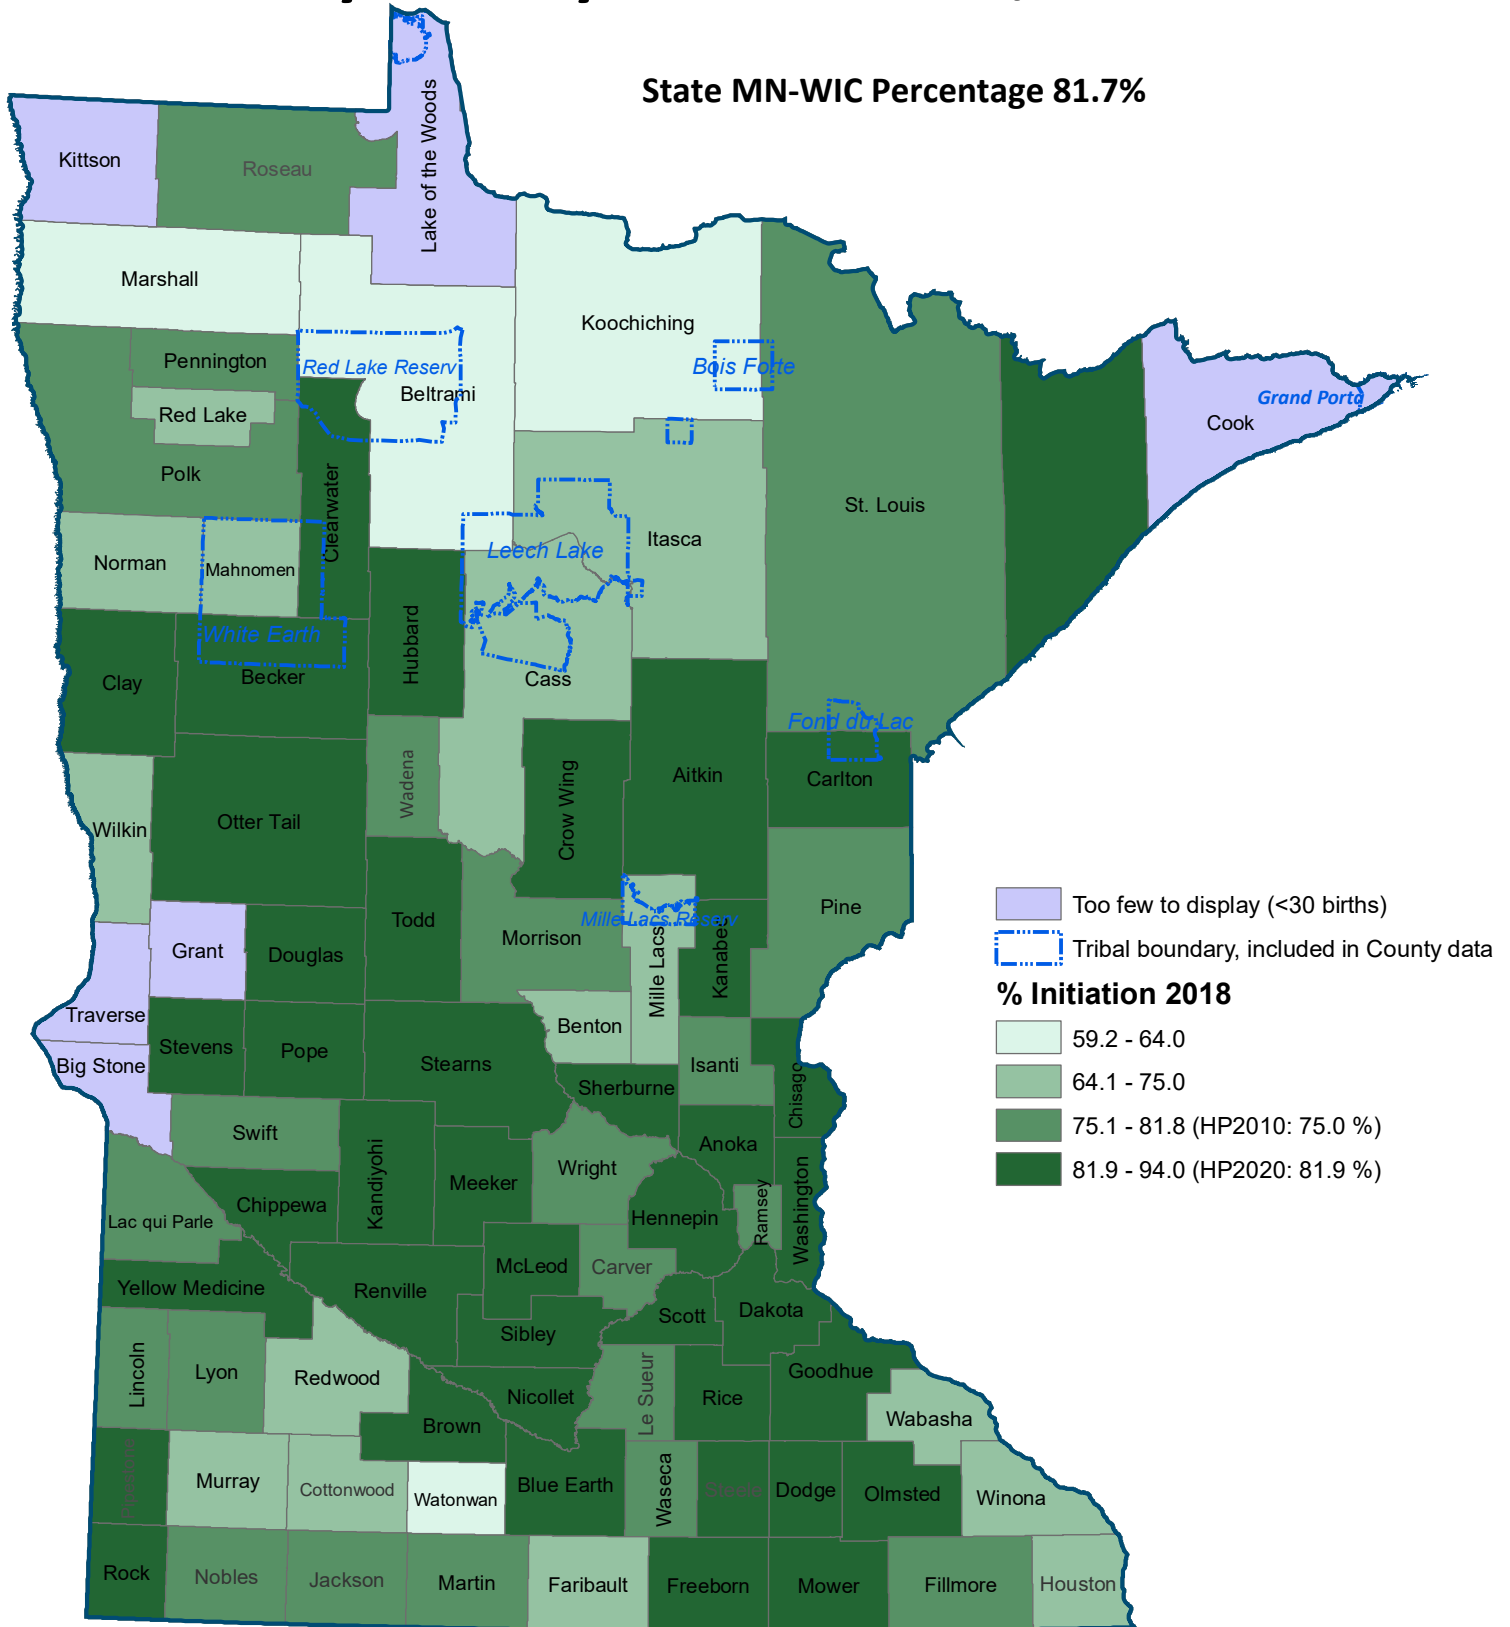 State MN-WIC Percentage 81.7%
Kittson
Roseau
Lake of the Woods
Marshall
Koochiching
Pennington
Red Lake Reserv
Bois Forte
Beltrami
Red Lake
Grand Porta
Cook
Polk
Clearwater
St. Louis
Norman
Mahnomen
Leech Lake
Itasca
White Earth
Hubbard
Clay
Becker
Cass
Fond du Lac
Wadena
Crow Wing
Aitkin
Carlton
Wilkin
Otter Tail
Todd
Mille Lacs Reserv
Pine
Grant
Douglas
Morrison
Mille Lacs
Kanabec
Traverse
Stevens
Pope
Benton
Big Stone
Stearns
Isanti
Sherburne
Chisago
Swift
Kandiyohi
Meeker
Wright
Anoka
Washington
Ramsey
Chippewa
Lac qui Parle
Hennepin
McLeod
Carver
Yellow Medicine
Renville
Scott
Dakota
Sibley
Lincoln
Lyon
Redwood
Nicollet
Le Sueur
Rice
Goodhue
Brown
Wabasha
Pipestone
Murray
Cottonwood
Watonwan
Blue Earth
Waseca
Steele
Dodge
Olmsted
Winona
Rock
Nobles
Jackson
Martin
Faribault
Freeborn
Mower
Fillmore
Houston
Too few to display (<30 births)
Tribal boundary, included in County data
% Initiation 2018
59.2 - 64.0
64.1 - 75.0
75.1 - 81.8 (HP2010: 75.0 %)
81.9 - 94.0 (HP2020: 81.9 %)